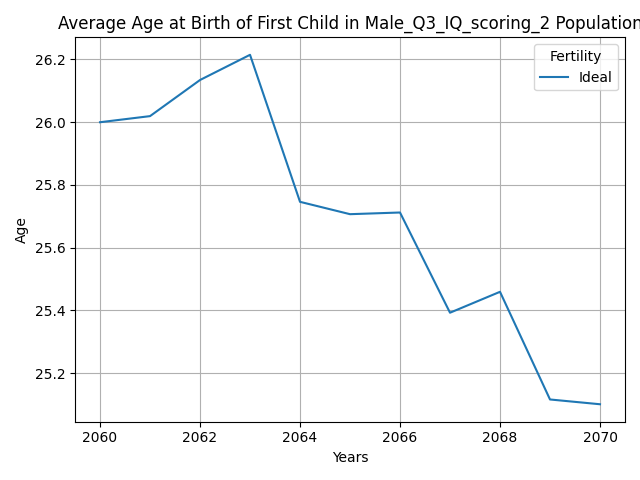 Average Age at Birth of First Child in Male_Q3_IQ_scoring_2 Population
Fertility
Ideal
26.2
26.0
25.8
25.6
25.4
25.2
Age
2060 2062 2064 2066 2068 2070
Years